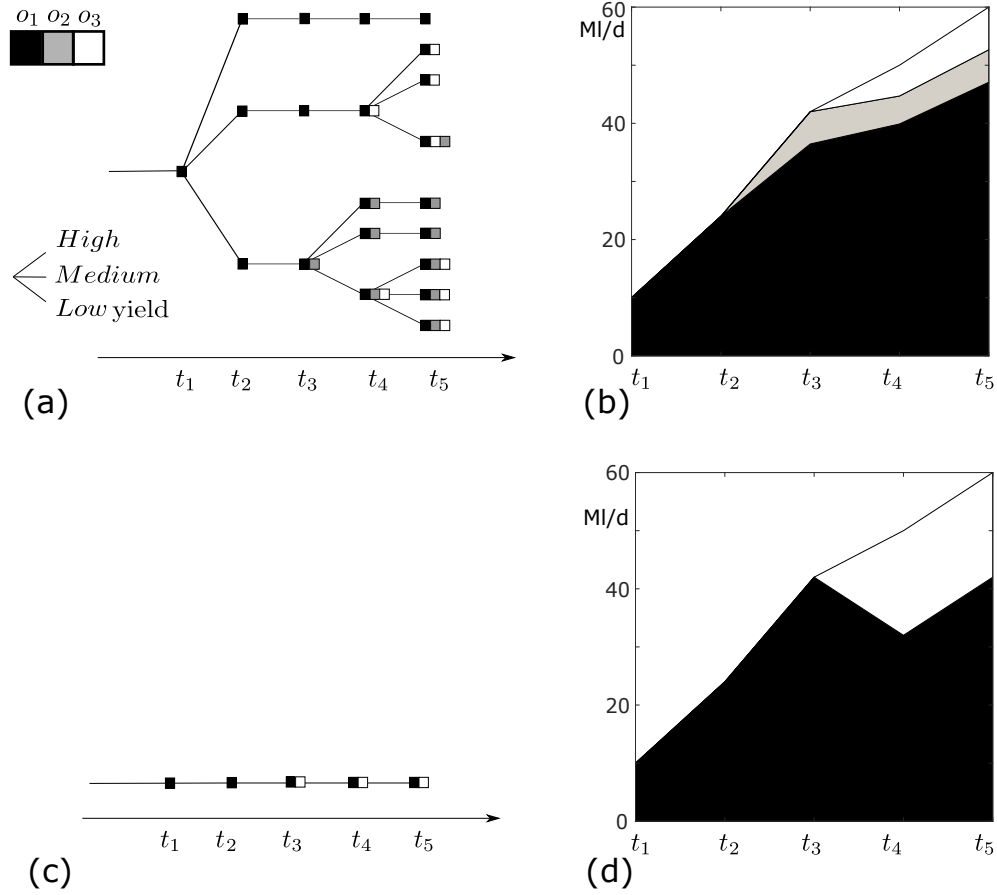 o₁ o₂ o₃
High
Medium
Low yield
t₁ t₂ t₃ t₄ t₅
(a)
60
Ml/d
40
20
0
t₁ t₂ t₃ t₄ t₅
(b)
t₁ t₂ t₃ t₄ t₅
(c)
60
Ml/d
40
20
0
t₁ t₂ t₃ t₄ t₅
(d)